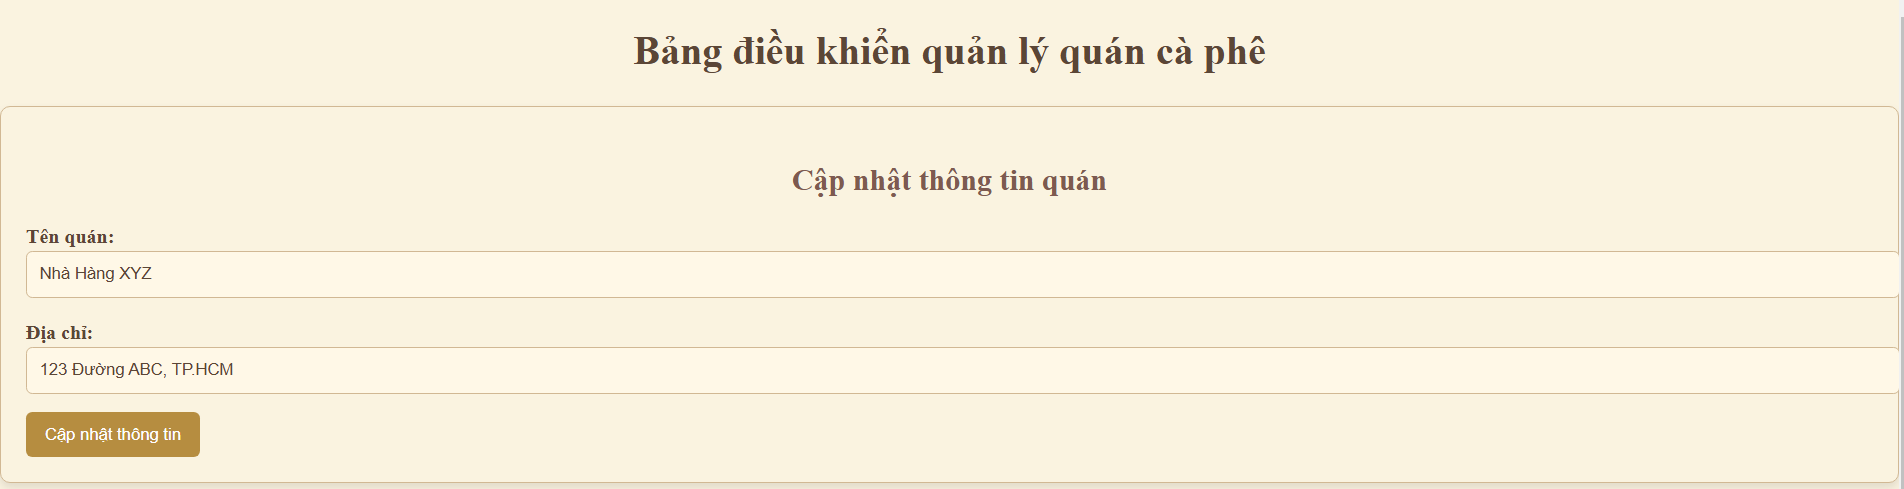 Bảng điều khiển quản lý quán cà phê
Cập nhật thông tin quán
Tên quán:
Nhà Hàng XYZ
Địa chỉ:
123 Đường ABC, TP.HCM
Cập nhật thông tin